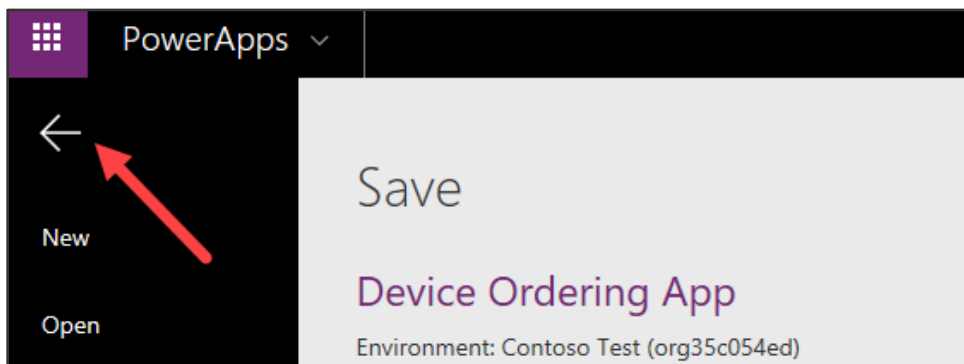 PowerApps
Save
New
Device Ordering App
Open
Environment: Contoso Test (org35c054ed)